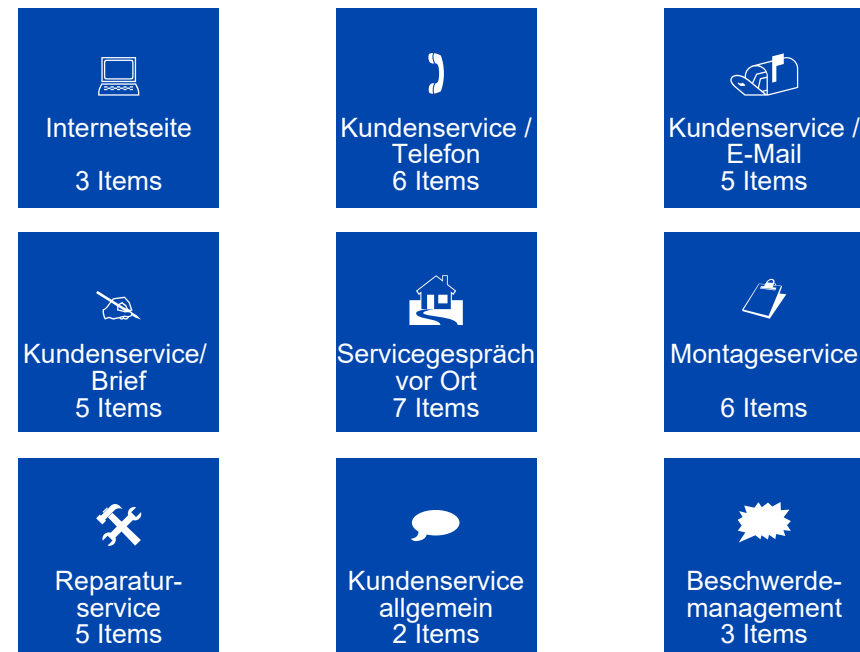 Internetseite
3 Items
Kundenservice /
Telefon
6 Items
Kundenservice /
E-Mail
5 Items
Kundenservice/
Brief
5 Items
Servicegespräch
vor Ort
7 Items
Montageservice
6 Items
Reparatur-
service
5 Items
Kundenservice
allgemein
2 Items
Beschwerde-
management
3 Items